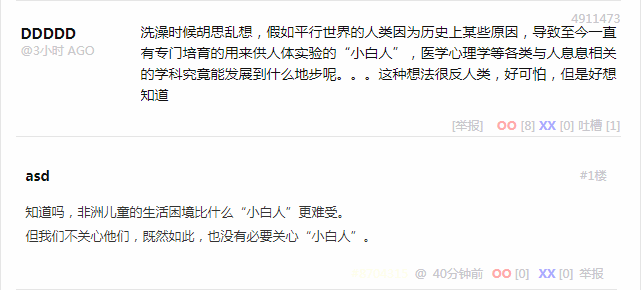 4911473
DDDDD
@3小时 AGO
洗澡时候胡思乱想，假如平行世界的人类因为历史上某些原因，导致至今一直
有专门培育的用来供人体实验的“小白人”，医学心理学等各类与人息息相关
的学科究竟能发展到什么地步呢。。。这种想法很反人类，好可怕，但是好想
知道
[举报] OO [8] XX [0] 吐槽 [1]
asd
#1楼
知道吗，非洲儿童的生活困境比什么“小白人”更难受。
但我们不关心他们，既然如此，也没有必要关心“小白人”。
@ 40分钟前 OO [0] XX [0] 举报